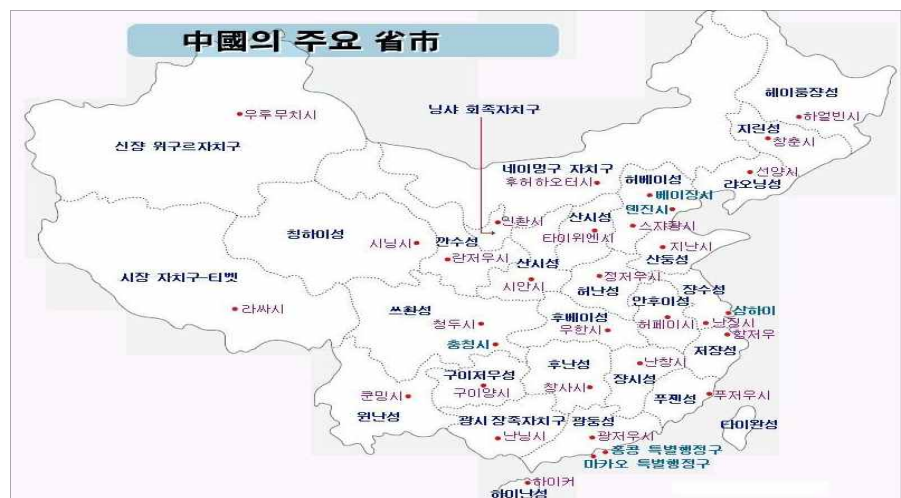 中國의 주요 省市
헤이룽쟝성
하얼빈시
닝샤 회족자치구
우루무치시
지린성
창춘시
신쟝 위구르자치구
네이멍구 자치구
선양시
후허하오터시
허베이성
랴오닝성
베이징시
톈진시
산시성
인촨시
스쟈좡시
칭하이성
타이위엔시
시닝시
깐수성
지난시
란저우시
산시성
산둥성
시장 자치구-티벳
정저우시
시안시
허난성
장수성
안후이성
라싸시
쓰촨성
상하이
후베이성
청두시
허페이시
난징시
우한시
항저우
충칭시
저쟝성
후난성
난창시
구이저우성
쟝시성
구이양시
창사시
쿤밍시
푸젠성
푸저우시
윈난성
광시 장족자치구
광둥성
타이완성
난닝시
광저우시
홍콩 특별행정구
마카오 특별행정구
하이커
하이난성